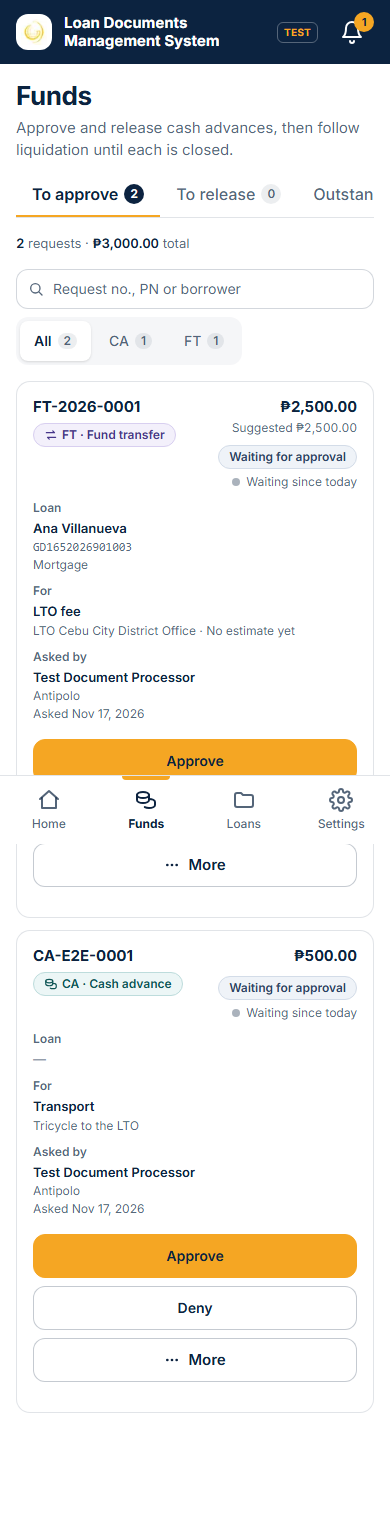 Loan Documents
Management System
TEST
1
Funds
Approve and release cash advances, then follow
liquidation until each is closed.
To approve 2
To release 0
Outstan
2 requests · ₱3,000.00 total
Request no., PN or borrower
All 2
CA 1
FT 1
FT-2026-0001
₱2,500.00
FT · Fund transfer
Suggested ₱2,500.00
Waiting for approval
Waiting since today
Loan
Ana Villanueva
GD1652026901003
Mortgage
For
LTO fee
LTO Cebu City District Office · No estimate yet
Asked by
Test Document Processor
Antipolo
Asked Nov 17, 2026
Approve
Home
Funds
Loans
Settings
··· More
CA-E2E-0001
₱500.00
CA · Cash advance
Waiting for approval
Waiting since today
Loan
—
For
Transport
Tricycle to the LTO
Asked by
Test Document Processor
Antipolo
Asked Nov 17, 2026
Approve
Deny
··· More